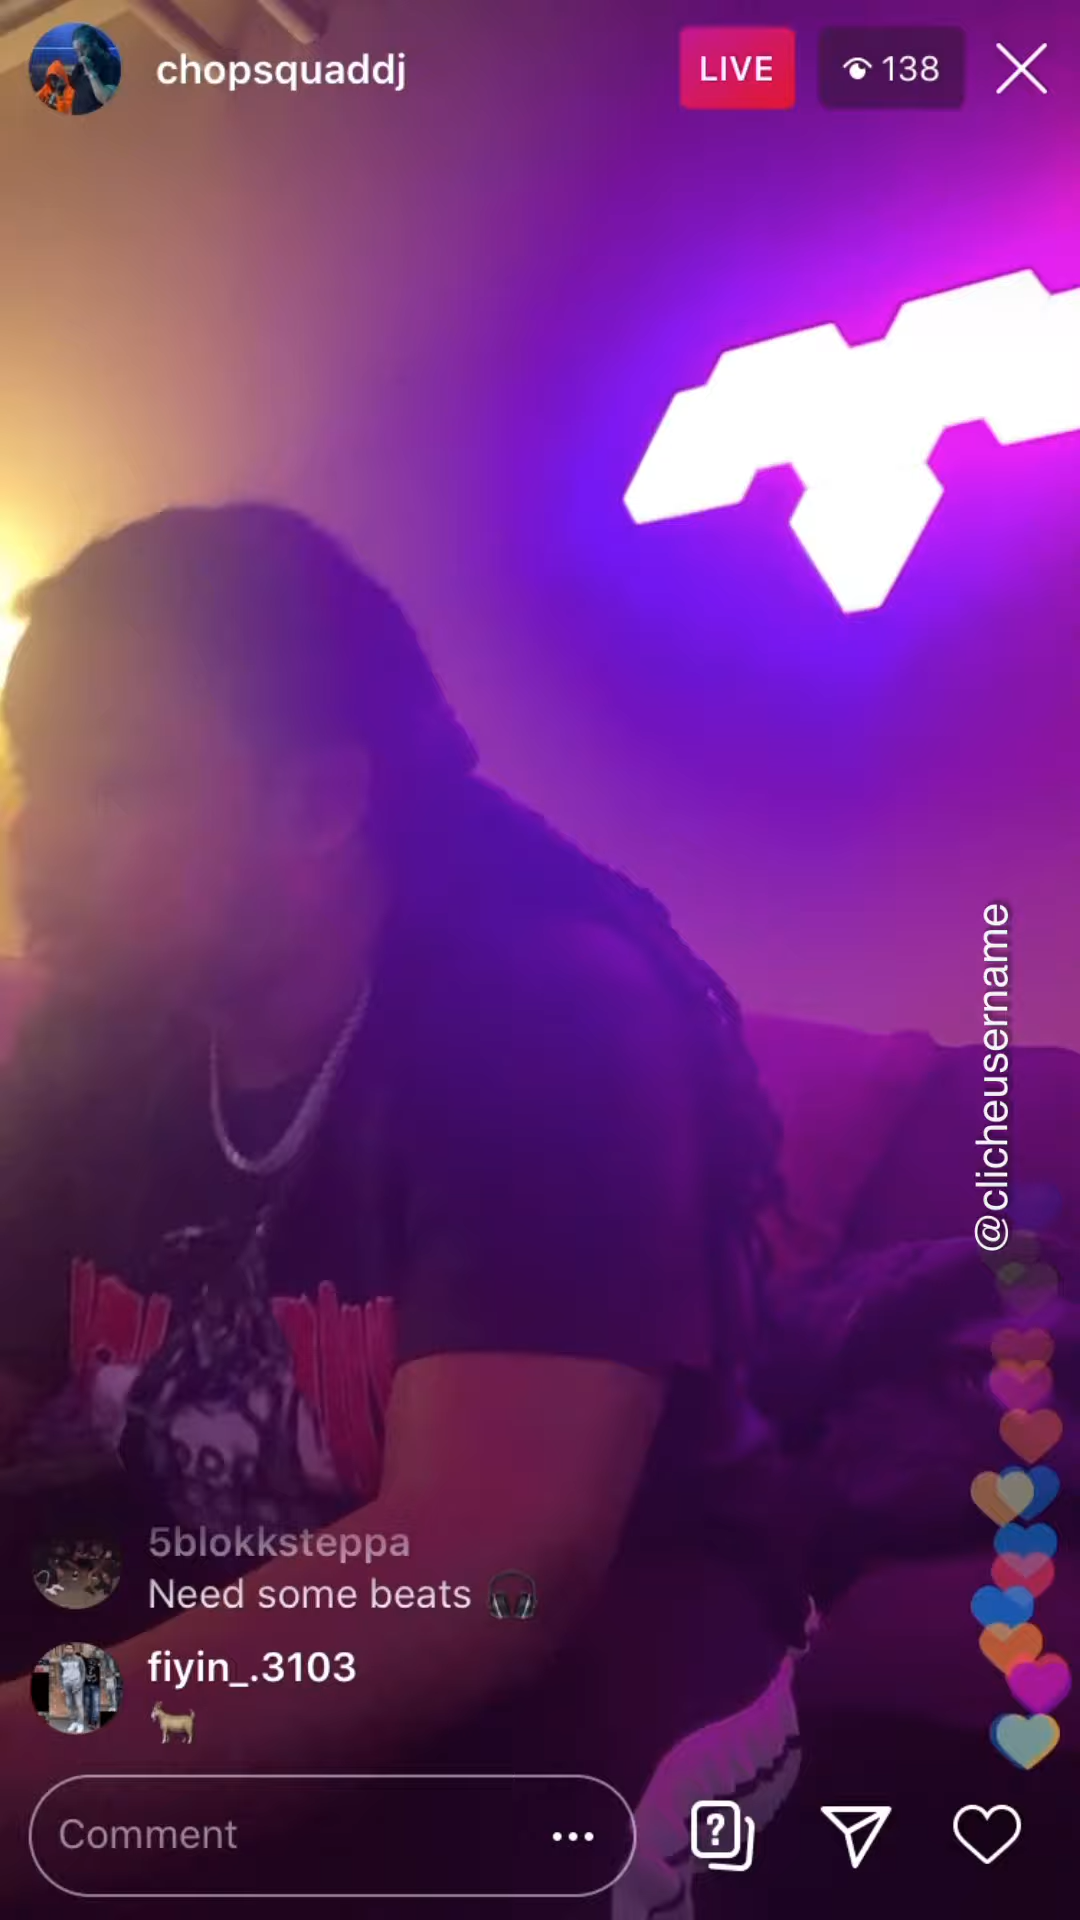 chopsquaddj
LIVE
138
@clicheusername
5blokksteppa
Need some beats 🎧
fiyin_.3103
🐐
Comment